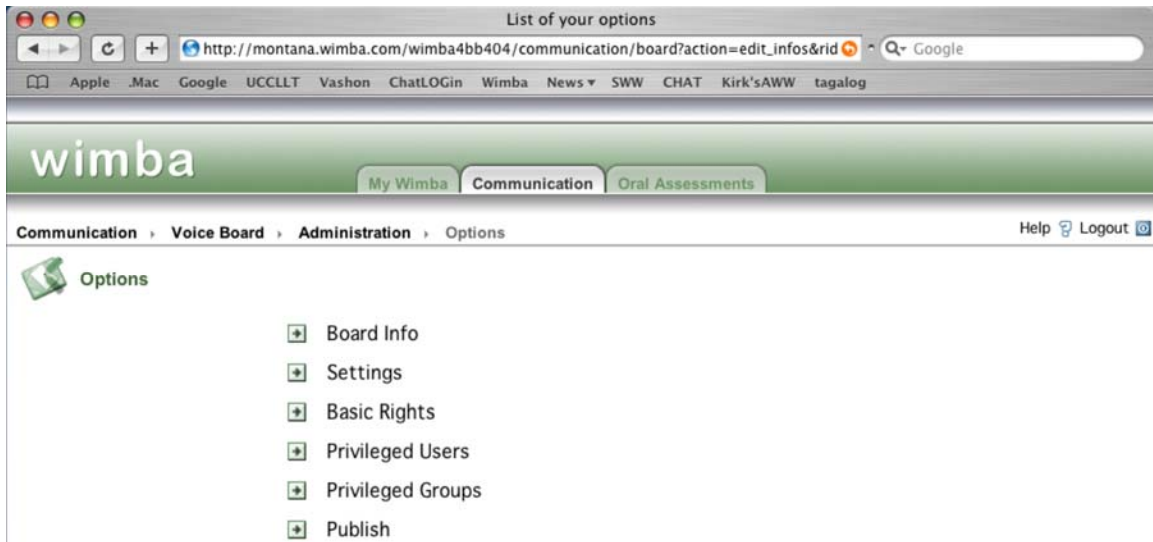 List of your options
http://montana.wimba.com/wimba4bb404/communication/board?action=edit_infos&rid Google
Apple .Mac Google UCCLLT Vashon ChatLOGin Wimba News SWW CHAT Kirk'sAWW tagalog
wimba
My Wimba Communication Oral Assessments
Communication Voice Board Administration Options Help Logout
Options
Board Info
Settings
Basic Rights
Privileged Users
Privileged Groups
Publish